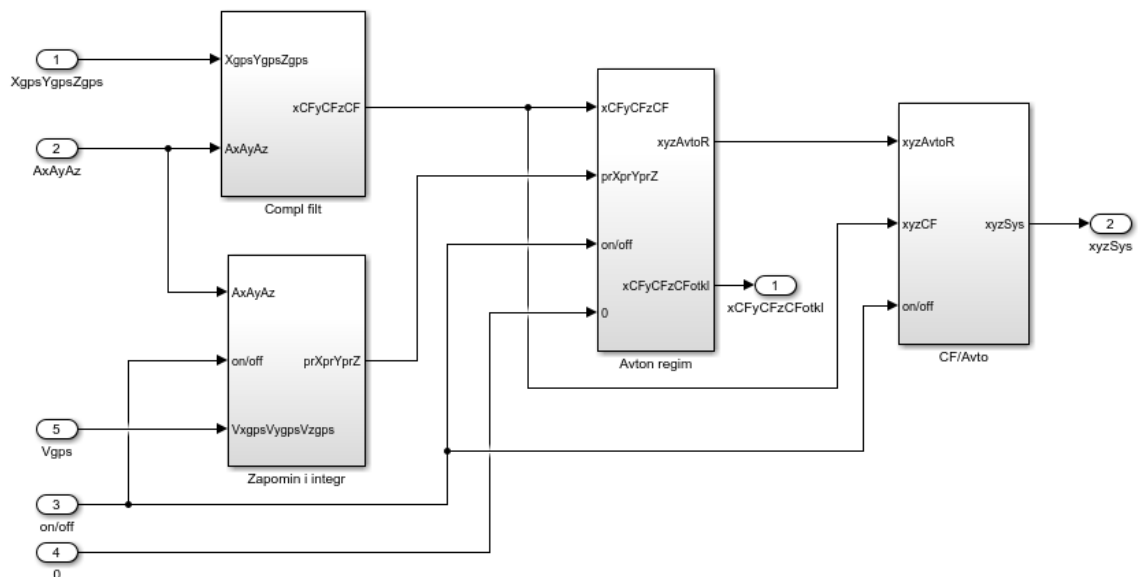 1
XgpsYgpsZgps
2
AxAyAz
XgpsYgpsZgps
xCFyCFzCF
AxAyAz
Compl filt
AxAyAz
on/off
prXprYprZ
VxgpsVygpsVzgps
Zapomin i integr
5
Vgps
3
on/off
4
0
xCFyCFzCF
xyzAvtoR
prXprYprZ
on/off
xCFyCFzCFotkl
0
Avton regim
1
xCFyCFzCFotkl
xyzAvtoR
xyzCF
xyzSys
on/off
CF/Avto
2
xyzSys